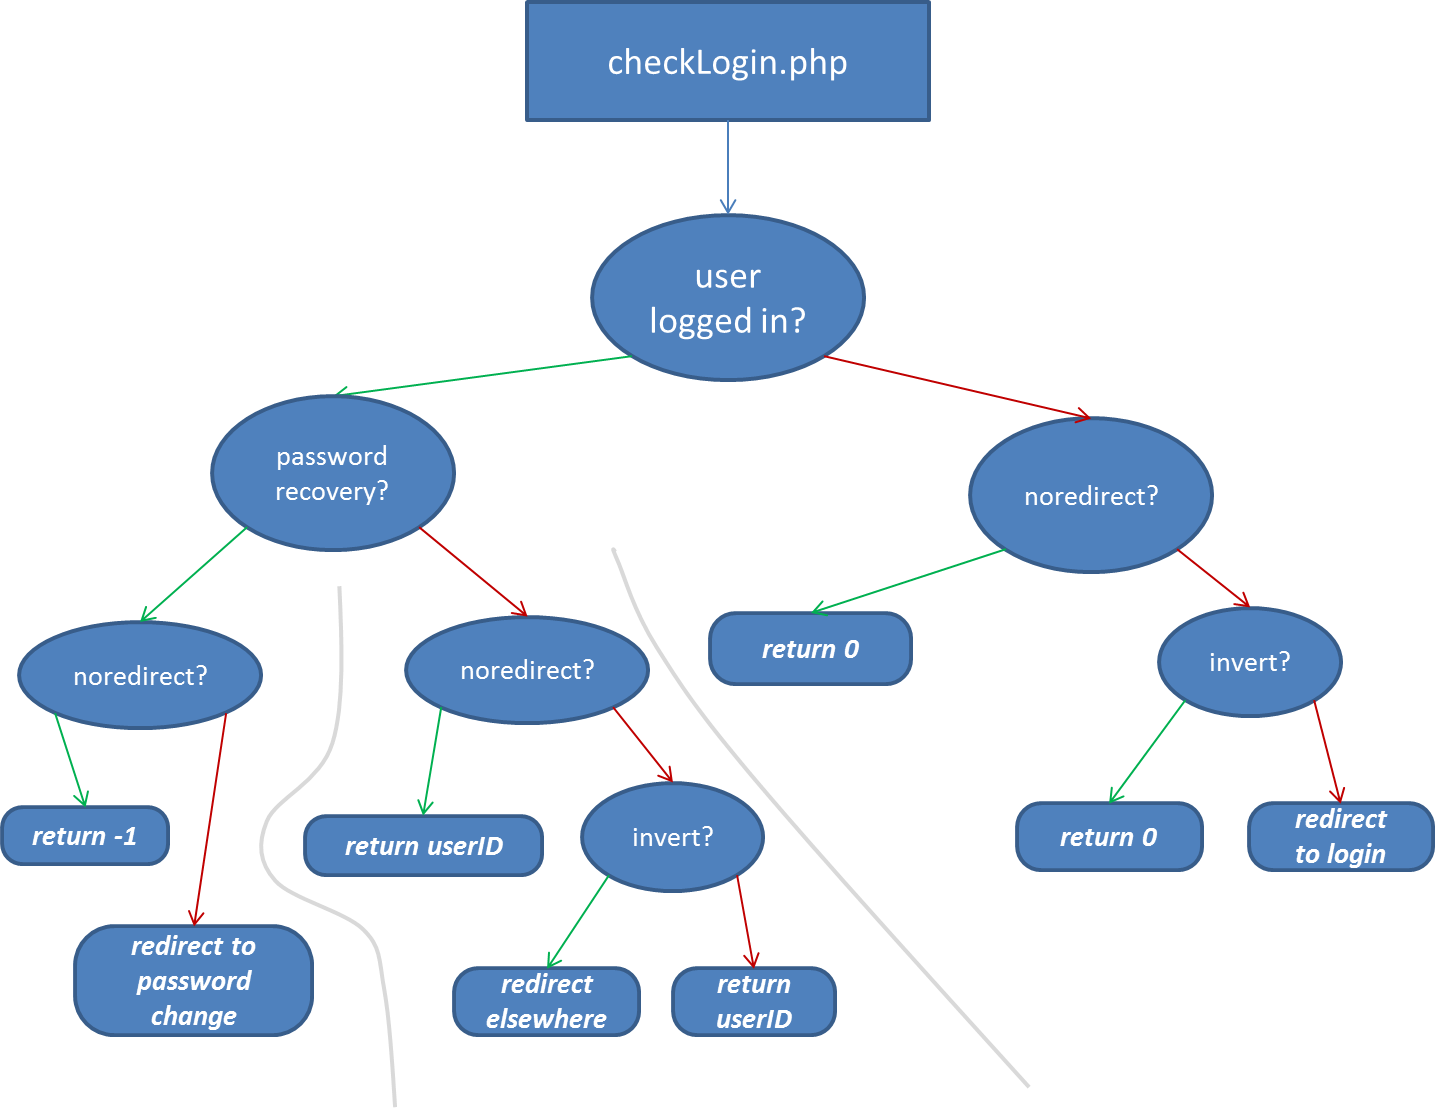 checkLogin.php
user
logged in?
password
recovery?
noredirect?
noredirect?
noredirect?
return 0
invert?
return -1
return userID
invert?
return 0
redirect
to login
redirect to
password
change
redirect
elsewhere
return
userID